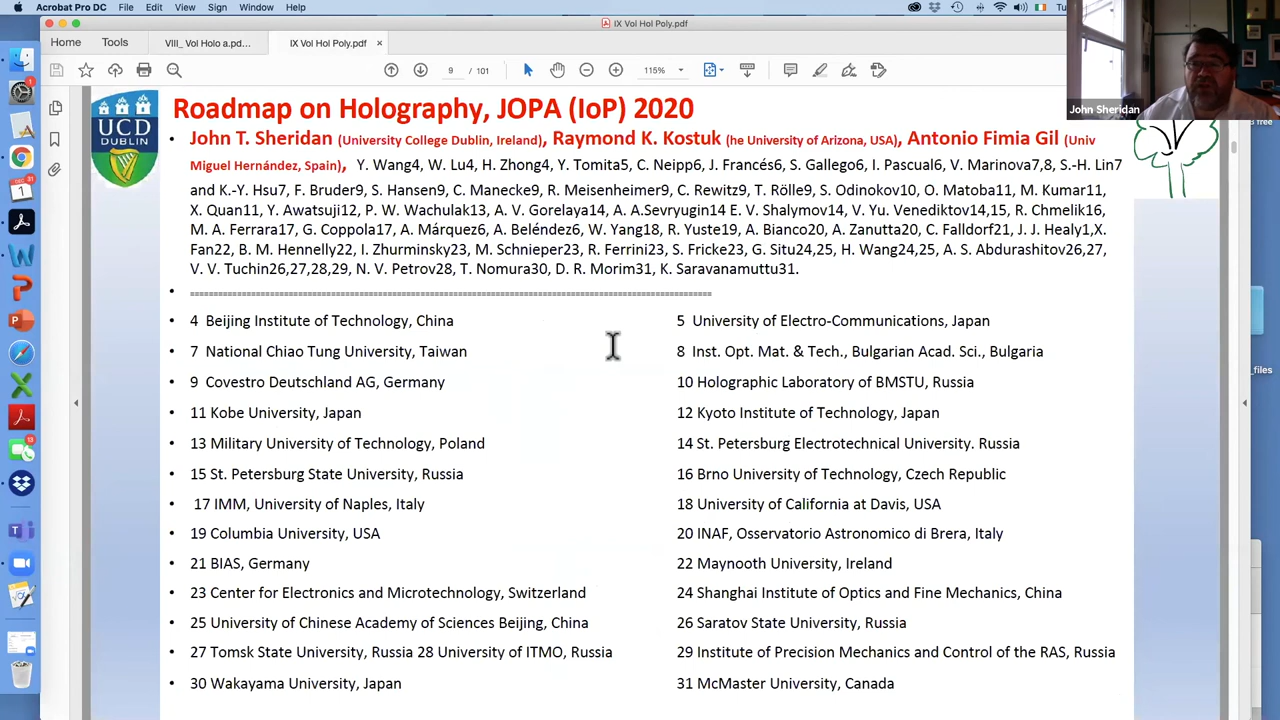 Acrobat Pro DC File Edit View Sign Window Help
IX Vol Hol Poly.pdf
Home Tools VIII_ Vol Holo a.pd... IX Vol Hol Poly.pdf ×
9 / 101 115%
John Sheridan
UCD
DUBLIN
Roadmap on Holography, JOPA (IoP) 2020
• John T. Sheridan (University College Dublin, Ireland), Raymond K. Kostuk (he University of Arizona, USA), Antonio Fimia Gil (Univ
Miguel Hernández, Spain), Y. Wang4, W. Lu4, H. Zhong4, Y. Tomita5, C. Neipp6, J. Francés6, S. Gallego6, I. Pascual6, V. Marinova7,8, S.-H. Lin7
and K.-Y. Hsu7, F. Bruder9, S. Hansen9, C. Manecke9, R. Meisenheimer9, C. Rewitz9, T. Rölle9, S. Odinokov10, O. Matoba11, M. Kumar11,
X. Quan11, Y. Awatsuji12, P. W. Wachulak13, A. V. Gorelaya14, A. A.Sevryugin14 E. V. Shalymov14, V. Yu. Venediktov14,15, R. Chmelik16,
M. A. Ferrara17, G. Coppola17, A. Márquez6, A. Beléndez6, W. Yang18, R. Yuste19, A. Bianco20, A. Zanutta20, C. Falldorf21, J. J. Healy1,X.
Fan22, B. M. Hennelly22, I. Zhurminsky23, M. Schnieper23, R. Ferrini23, S. Fricke23, G. Situ24,25, H. Wang24,25, A. S. Abdurashitov26,27,
V. V. Tuchin26,27,28,29, N. V. Petrov28, T. Nomura30, D. R. Morim31, K. Saravanamuttu31.
• 4 Beijing Institute of Technology, China 5 University of Electro-Communications, Japan
• 7 National Chiao Tung University, Taiwan 8 Inst. Opt. Mat. & Tech., Bulgarian Acad. Sci., Bulgaria
• 9 Covestro Deutschland AG, Germany 10 Holographic Laboratory of BMSTU, Russia
• 11 Kobe University, Japan 12 Kyoto Institute of Technology, Japan
• 13 Military University of Technology, Poland 14 St. Petersburg Electrotechnical University. Russia
• 15 St. Petersburg State University, Russia 16 Brno University of Technology, Czech Republic
• 17 IMM, University of Naples, Italy 18 University of California at Davis, USA
• 19 Columbia University, USA 20 INAF, Osservatorio Astronomico di Brera, Italy
• 21 BIAS, Germany 22 Maynooth University, Ireland
• 23 Center for Electronics and Microtechnology, Switzerland 24 Shanghai Institute of Optics and Fine Mechanics, China
• 25 University of Chinese Academy of Sciences Beijing, China 26 Saratov State University, Russia
• 27 Tomsk State University, Russia 28 University of ITMO, Russia 29 Institute of Precision Mechanics and Control of the RAS, Russia
• 30 Wakayama University, Japan 31 McMaster University, Canada